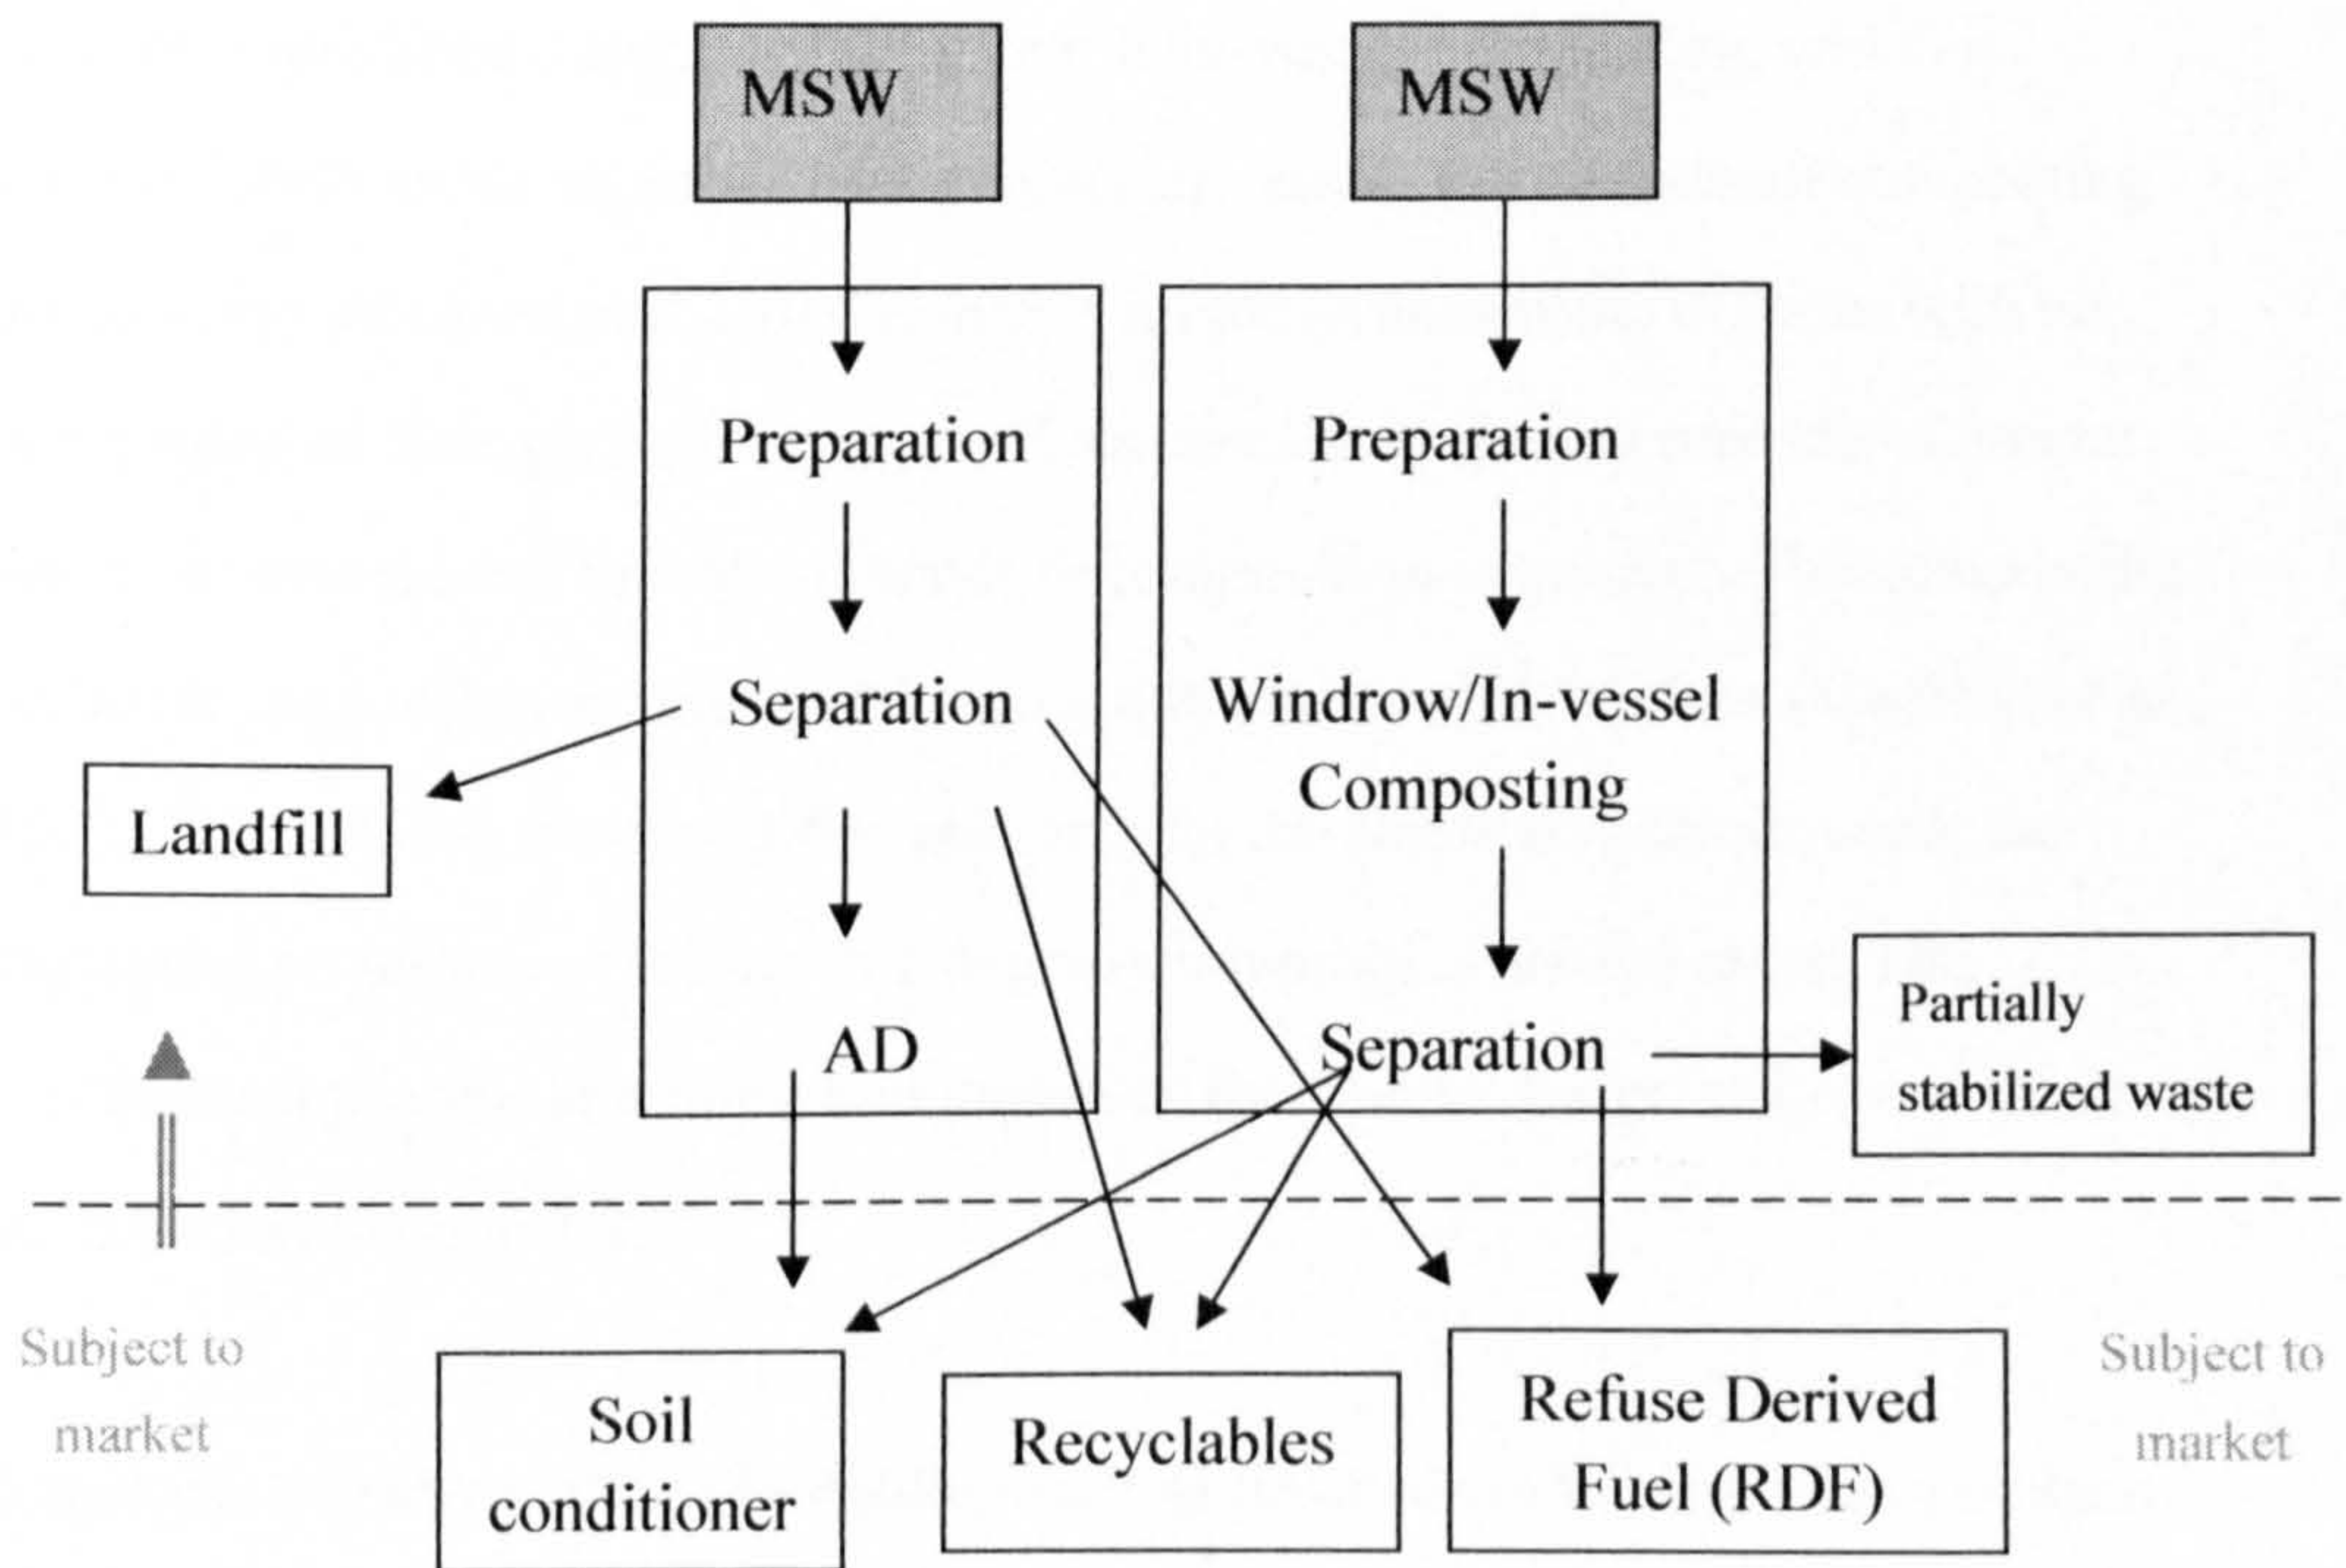 MSW
MSW
Preparation
Preparation
Separation
Windrow/In-vessel
Composting
Landfill
AD
Separation
Partially
stabilized waste
Subject to
market
Soil
conditioner
Recyclables
Refuse Derived
Fuel (RDF)
Subject to
market